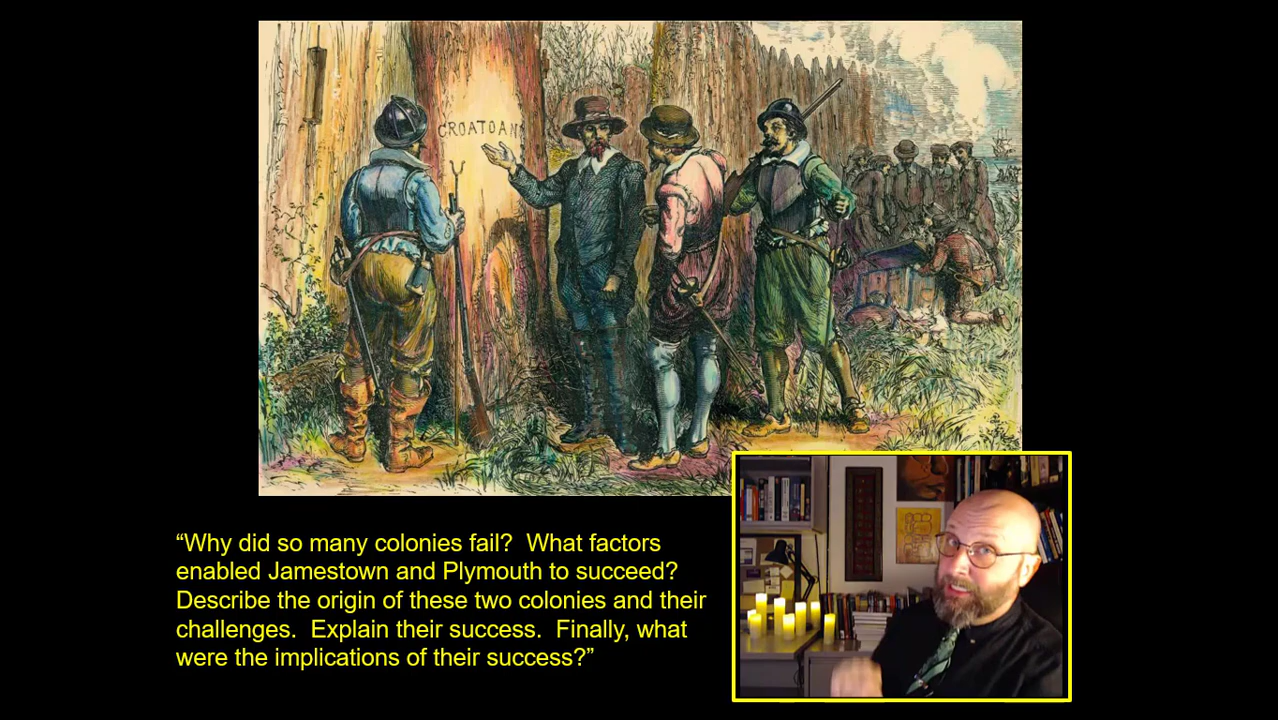 CROATOAN
“Why did so many colonies fail?  What factors
enabled Jamestown and Plymouth to succeed?
Describe the origin of these two colonies and their
challenges.  Explain their success.  Finally, what
were the implications of their success?”